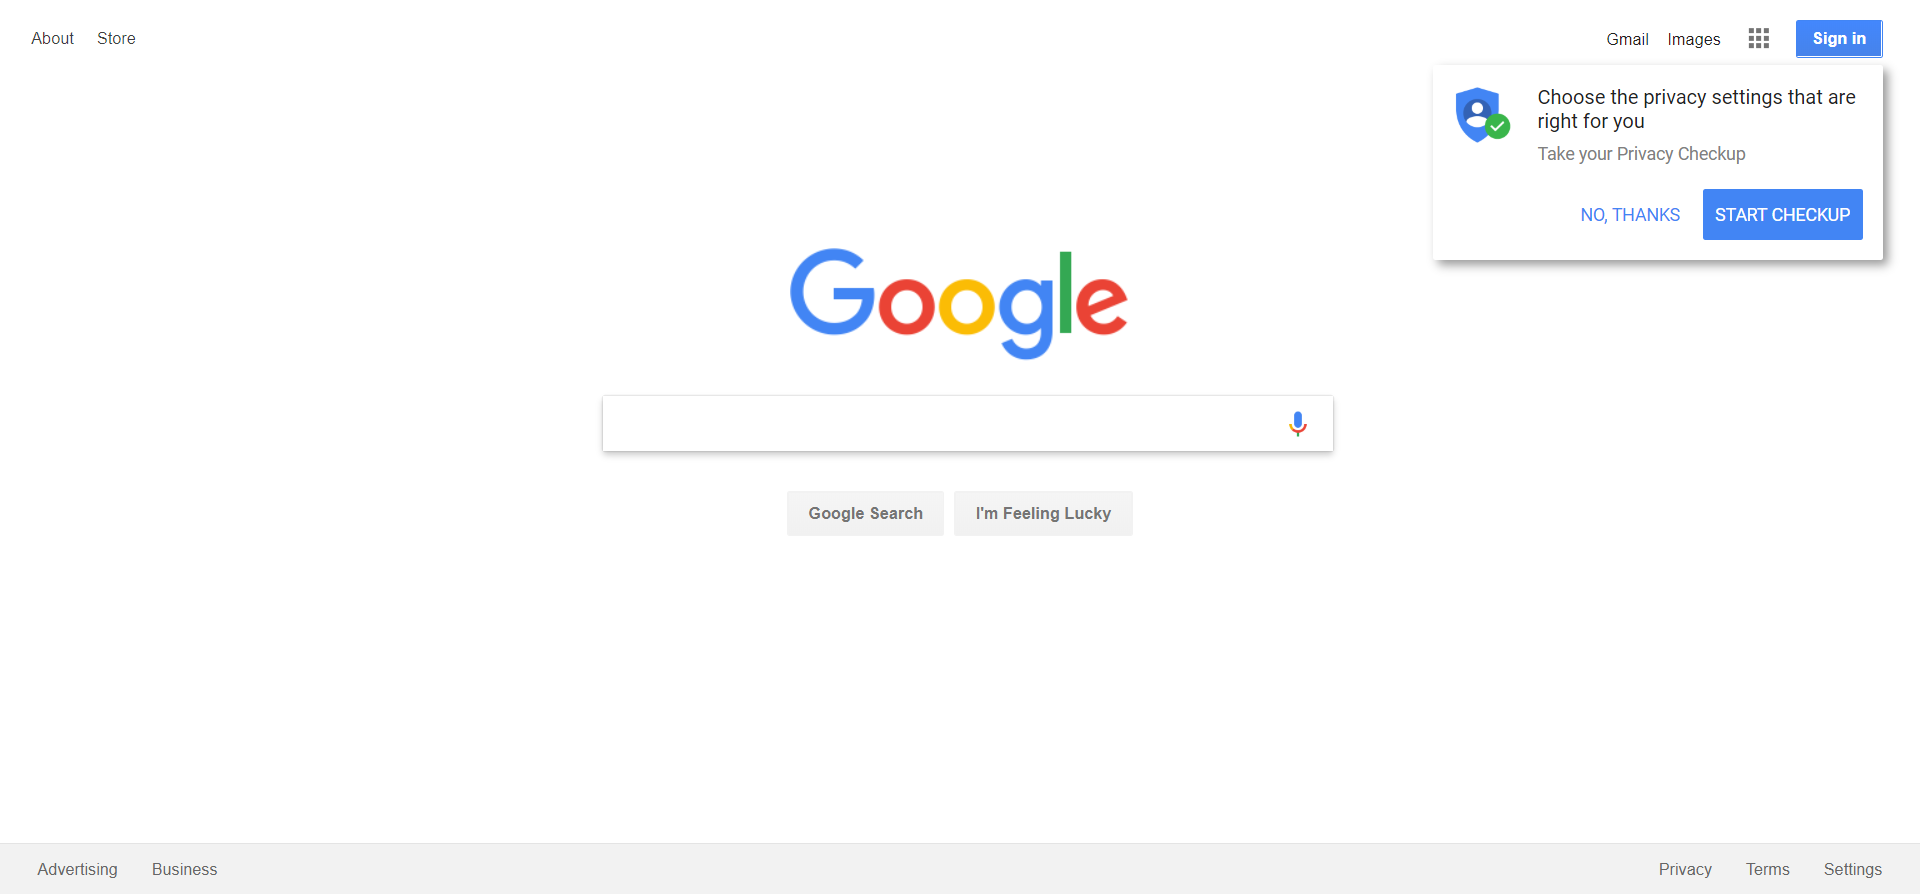 About Store
Gmail Images Sign in
Choose the privacy settings that are
right for you
Take your Privacy Checkup
NO, THANKS START CHECKUP
Google
Google Search I'm Feeling Lucky
Advertising Business
Privacy Terms Settings